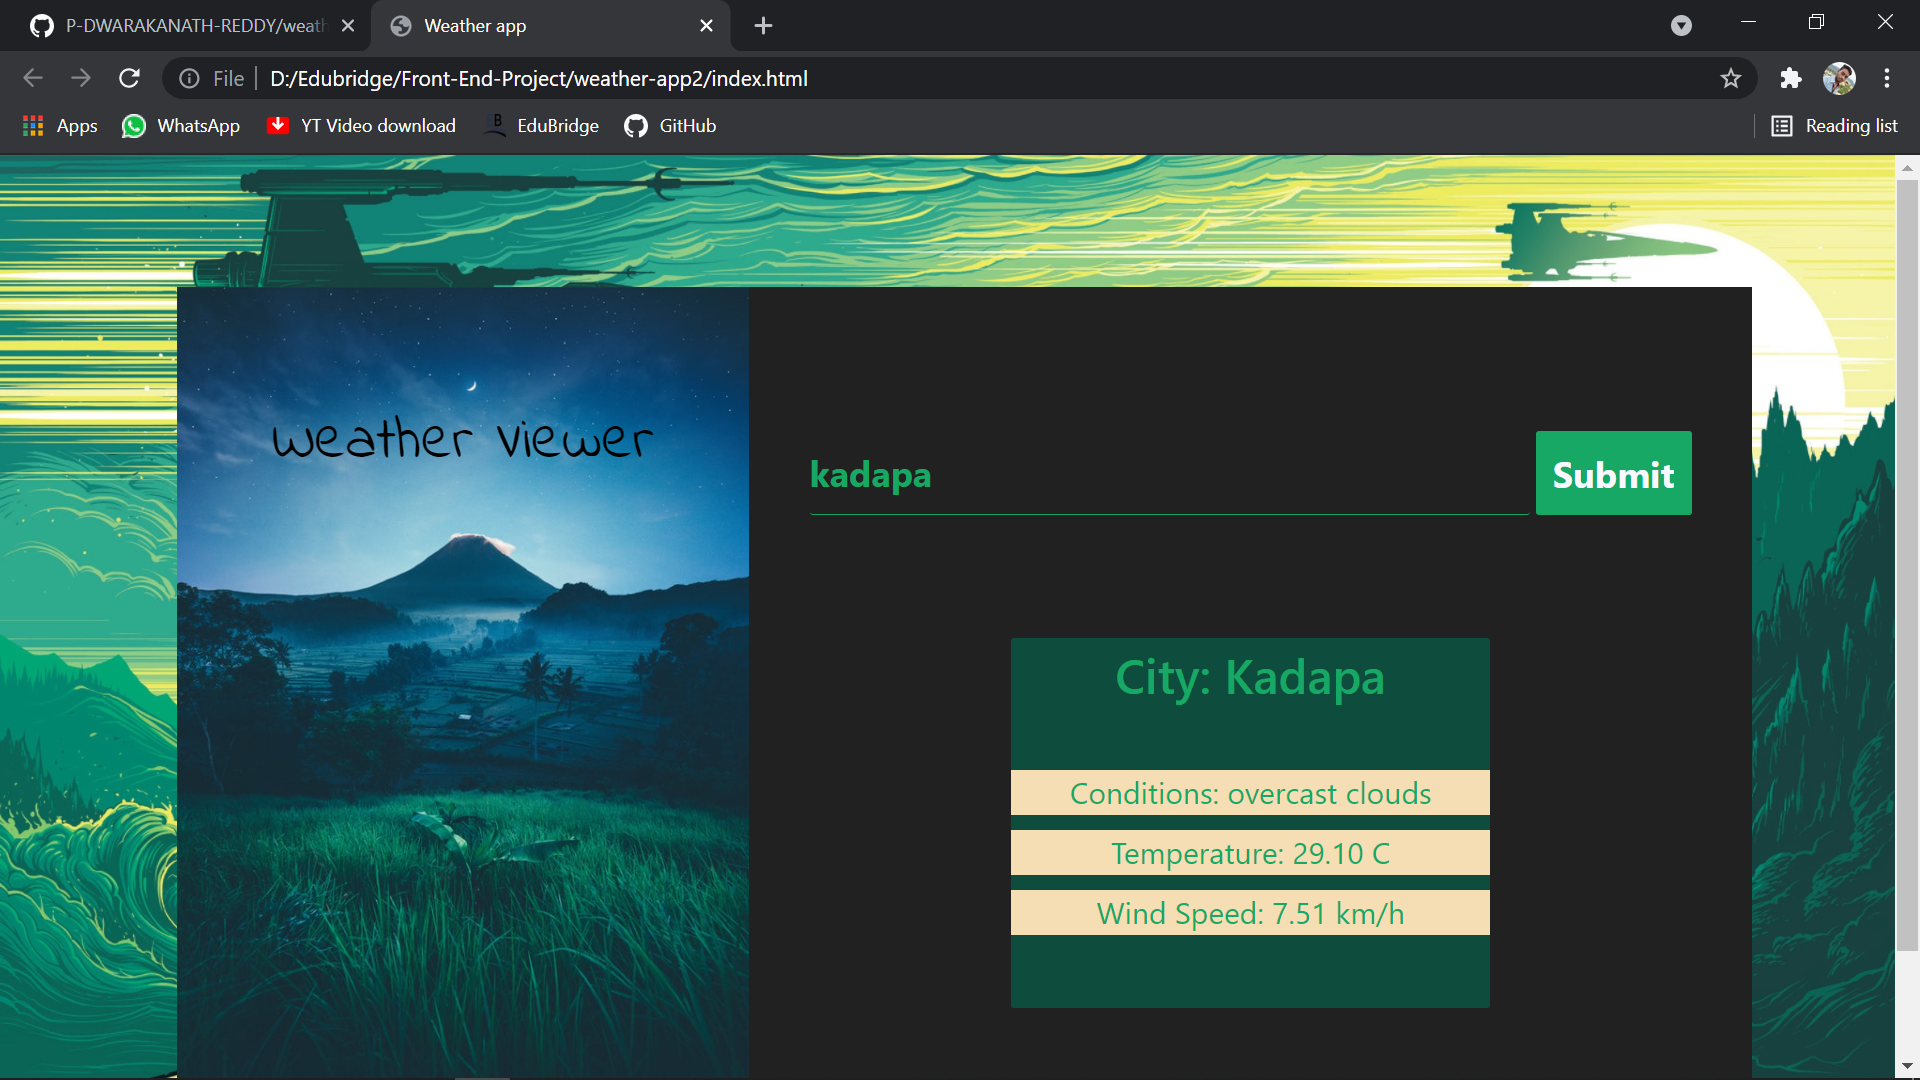 P-DWARAKANATH-REDDY/weath
Weather app
File
D:/Edubridge/Front-End-Project/weather-app2/index.html
Apps
WhatsApp
YT Video download
B
EduBridge
GitHub
Reading list
weather viewer
kadapa
Submit
City: Kadapa
Conditions: overcast clouds
Temperature: 29.10 C
Wind Speed: 7.51 km/h